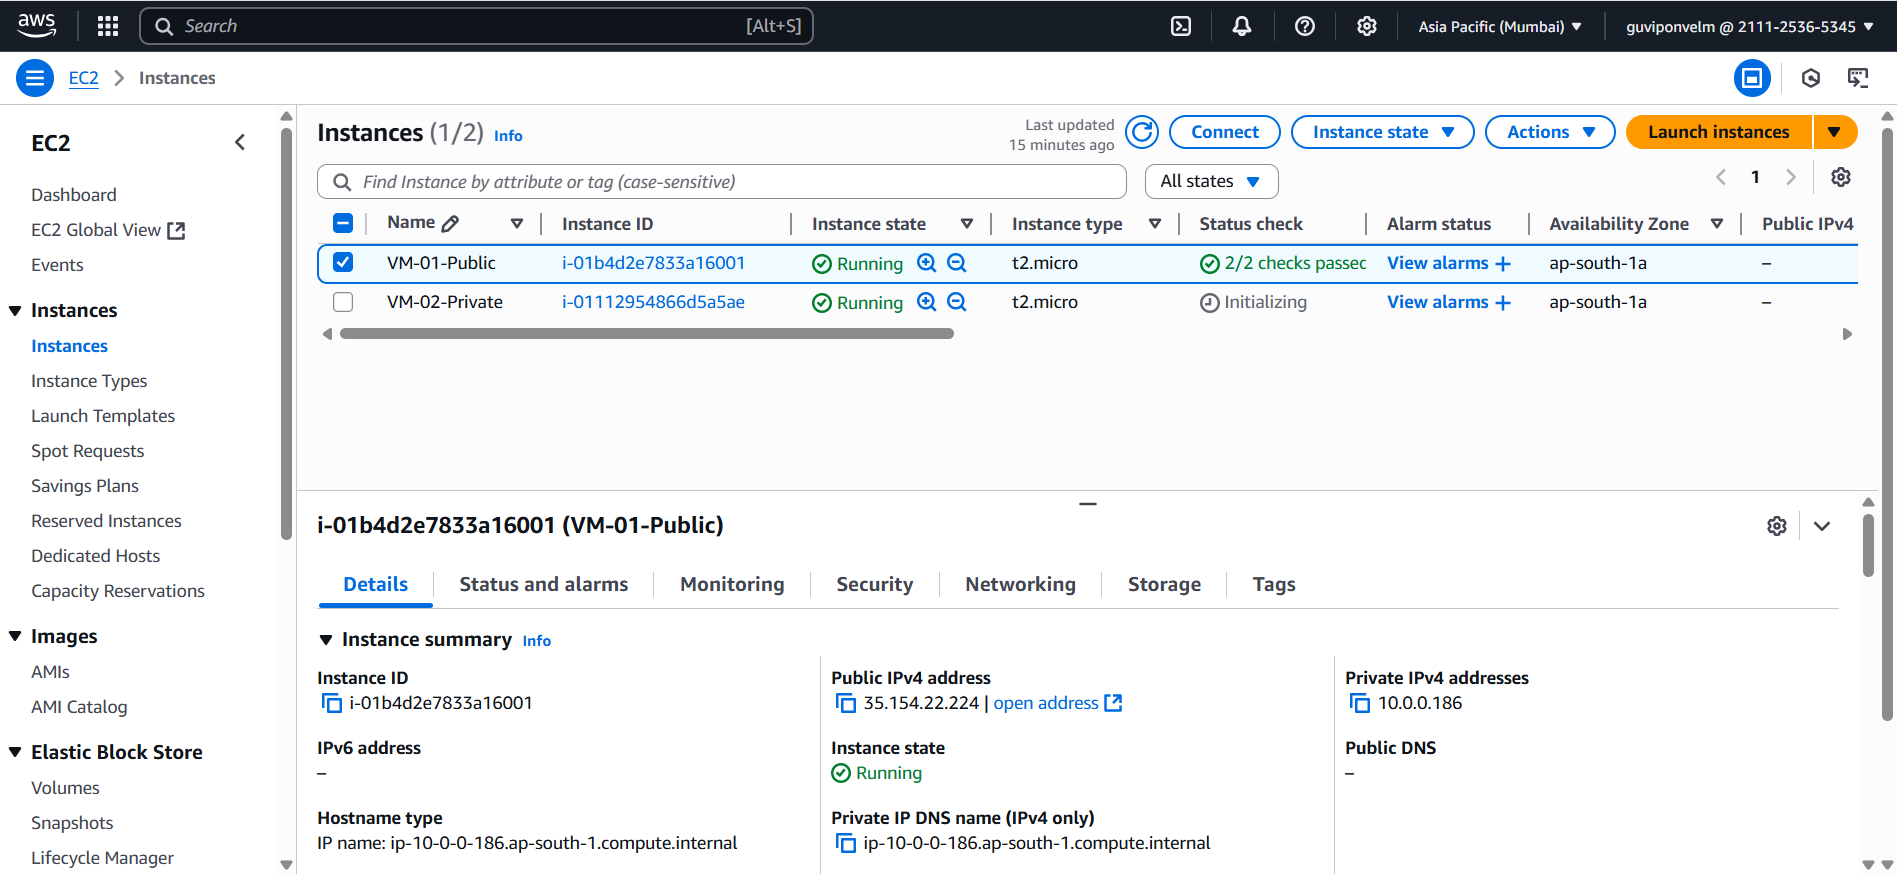 aws
Search [Alt+S]
Asia Pacific (Mumbai)
guviponvelm @ 2111-2536-5345
EC2 Instances
EC2
Dashboard
EC2 Global View
Events
Instances
Instances
Instance Types
Launch Templates
Spot Requests
Savings Plans
Reserved Instances
Dedicated Hosts
Capacity Reservations
Images
AMIs
AMI Catalog
Elastic Block Store
Volumes
Snapshots
Lifecycle Manager
Instances (1/2) Info
Last updated
15 minutes ago
Connect
Instance state
Actions
Launch instances
Find Instance by attribute or tag (case-sensitive)
All states
1
Name Instance ID Instance state Instance type Status check Alarm status Availability Zone Public IPv4
VM-01-Public i-01b4d2e7833a16001 Running t2.micro 2/2 checks passed View alarms + ap-south-1a –
VM-02-Private i-01112954866d5a5ae Running t2.micro Initializing View alarms + ap-south-1a –
i-01b4d2e7833a16001 (VM-01-Public)
Details Status and alarms Monitoring Security Networking Storage Tags
Instance summary Info
Instance ID
i-01b4d2e7833a16001
Public IPv4 address
35.154.22.224 | open address
Private IPv4 addresses
10.0.0.186
IPv6 address
–
Instance state
Running
Public DNS
–
Hostname type
IP name: ip-10-0-0-186.ap-south-1.compute.internal
Private IP DNS name (IPv4 only)
ip-10-0-0-186.ap-south-1.compute.internal